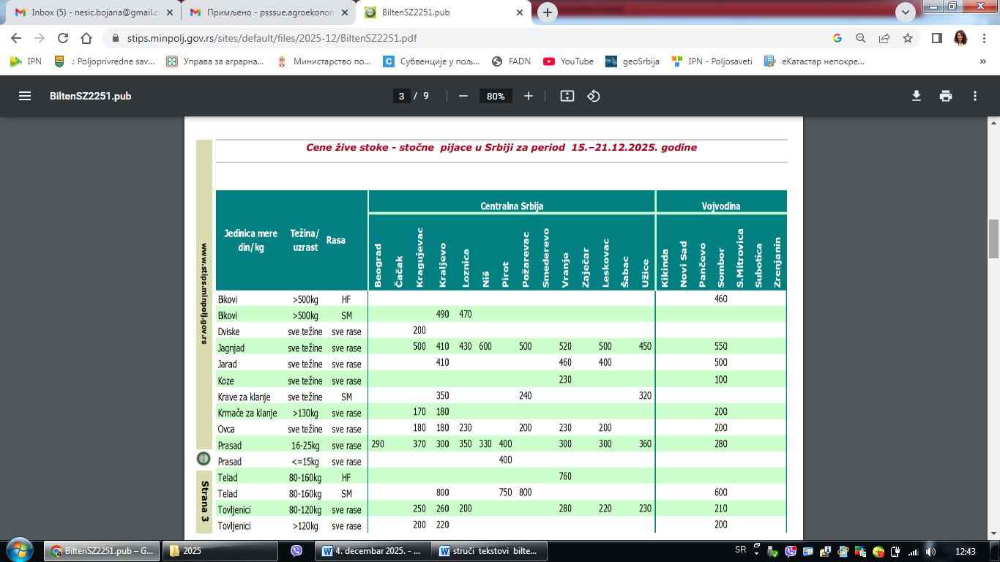 Inbox (5) - nesic.bojana@gmail.c
Примљено - psssue.agroekonom
BiltenSZ2251.pub
stips.minpolj.gov.rs/sites/default/files/2025-12/BiltenSZ2251.pdf
IPN .: Poljoprivredne sav... Управа за аграрна... Министарство по... Субвенције у пољ... FADN YouTube geoSrbija IPN - Poljosaveti еКатастар непокре... »
BiltenSZ2251.pub 3 / 9 80%
Cene žive stoke - stočne pijace u Srbiji za period 15.–21.12.2025. godine
Centralna Srbija Vojvodina
Jedinica mere din/kg Težina/ uzrast Rasa Beograd Čačak Kragujevac Kraljevo Loznica Niš Pirot Požarevac Smederevo Vranje Zaječar Leskovac Šabac Užice Kikinda Novi Sad Pančevo Sombor S.Mitrovica Subotica Zrenjanin
Bikovi >500kg HF 460
Bikovi >500kg SM 490 470
Dviske sve težine sve rase 200
Jagnjad sve težine sve rase 500 410 430 600 500 520 500 450 550
Jarad sve težine sve rase 410 460 400 500
Koze sve težine sve rase 230 100
Krave za klanje sve težine SM 350 240 320
Krmače za klanje >130kg sve rase 170 180 200
Ovca sve težine sve rase 180 180 230 200 230 200 200
Prasad 16-25kg sve rase 290 370 300 350 330 400 300 300 360 280
Prasad <=15kg sve rase 400
Telad 80-160kg HF 760
Telad 80-160kg SM 800 750 800 600
Tovljenici 80-120kg sve rase 250 260 200 280 220 230 210
Tovljenici >120kg sve rase 200 220 200
www.stips.minpolj.gov.rs
Strana 3
BiltenSZ2251.pub – G... 2025 4. decembar 2025. - ... struči tekstovi bilte... SR 12:43